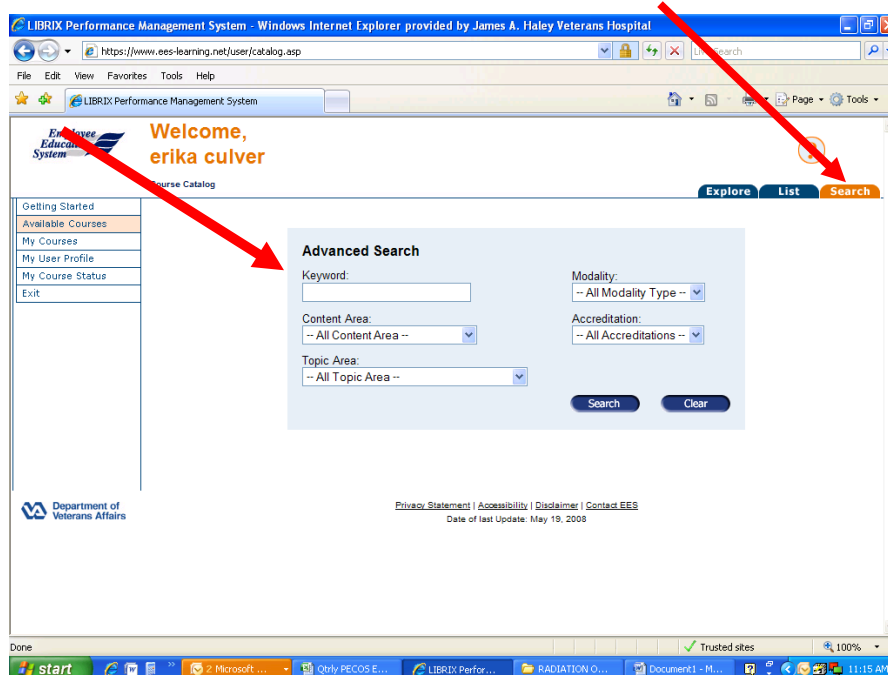 LIBRIX Performance Management System - Windows Internet Explorer provided by James A. Haley Veterans Hospital
https://www.ees-learning.net/user/catalog.asp
File Edit View Favorites Tools Help
LIBRIX Performance Management System
Page Tools
Employee
Education
System
Welcome,
erika culver
Course Catalog
Explore List Search
Getting Started
Available Courses
My Courses
My User Profile
My Course Status
Exit
Advanced Search
Keyword: Modality:
-- All Modality Type --
Content Area: Accreditation:
-- All Content Area -- -- All Accreditations --
Topic Area:
-- All Topic Area --
Search Clear
Department of
Veterans Affairs
Privacy Statement | Accessibility | Disclaimer | Contact EES
Date of last Update: May 19, 2008
Done Trusted sites 100%
start 2 Microsoft ... Qtrly PECOS E... LIBRIX Perfor... RADIATION O... Document1 - M... 11:15 AM